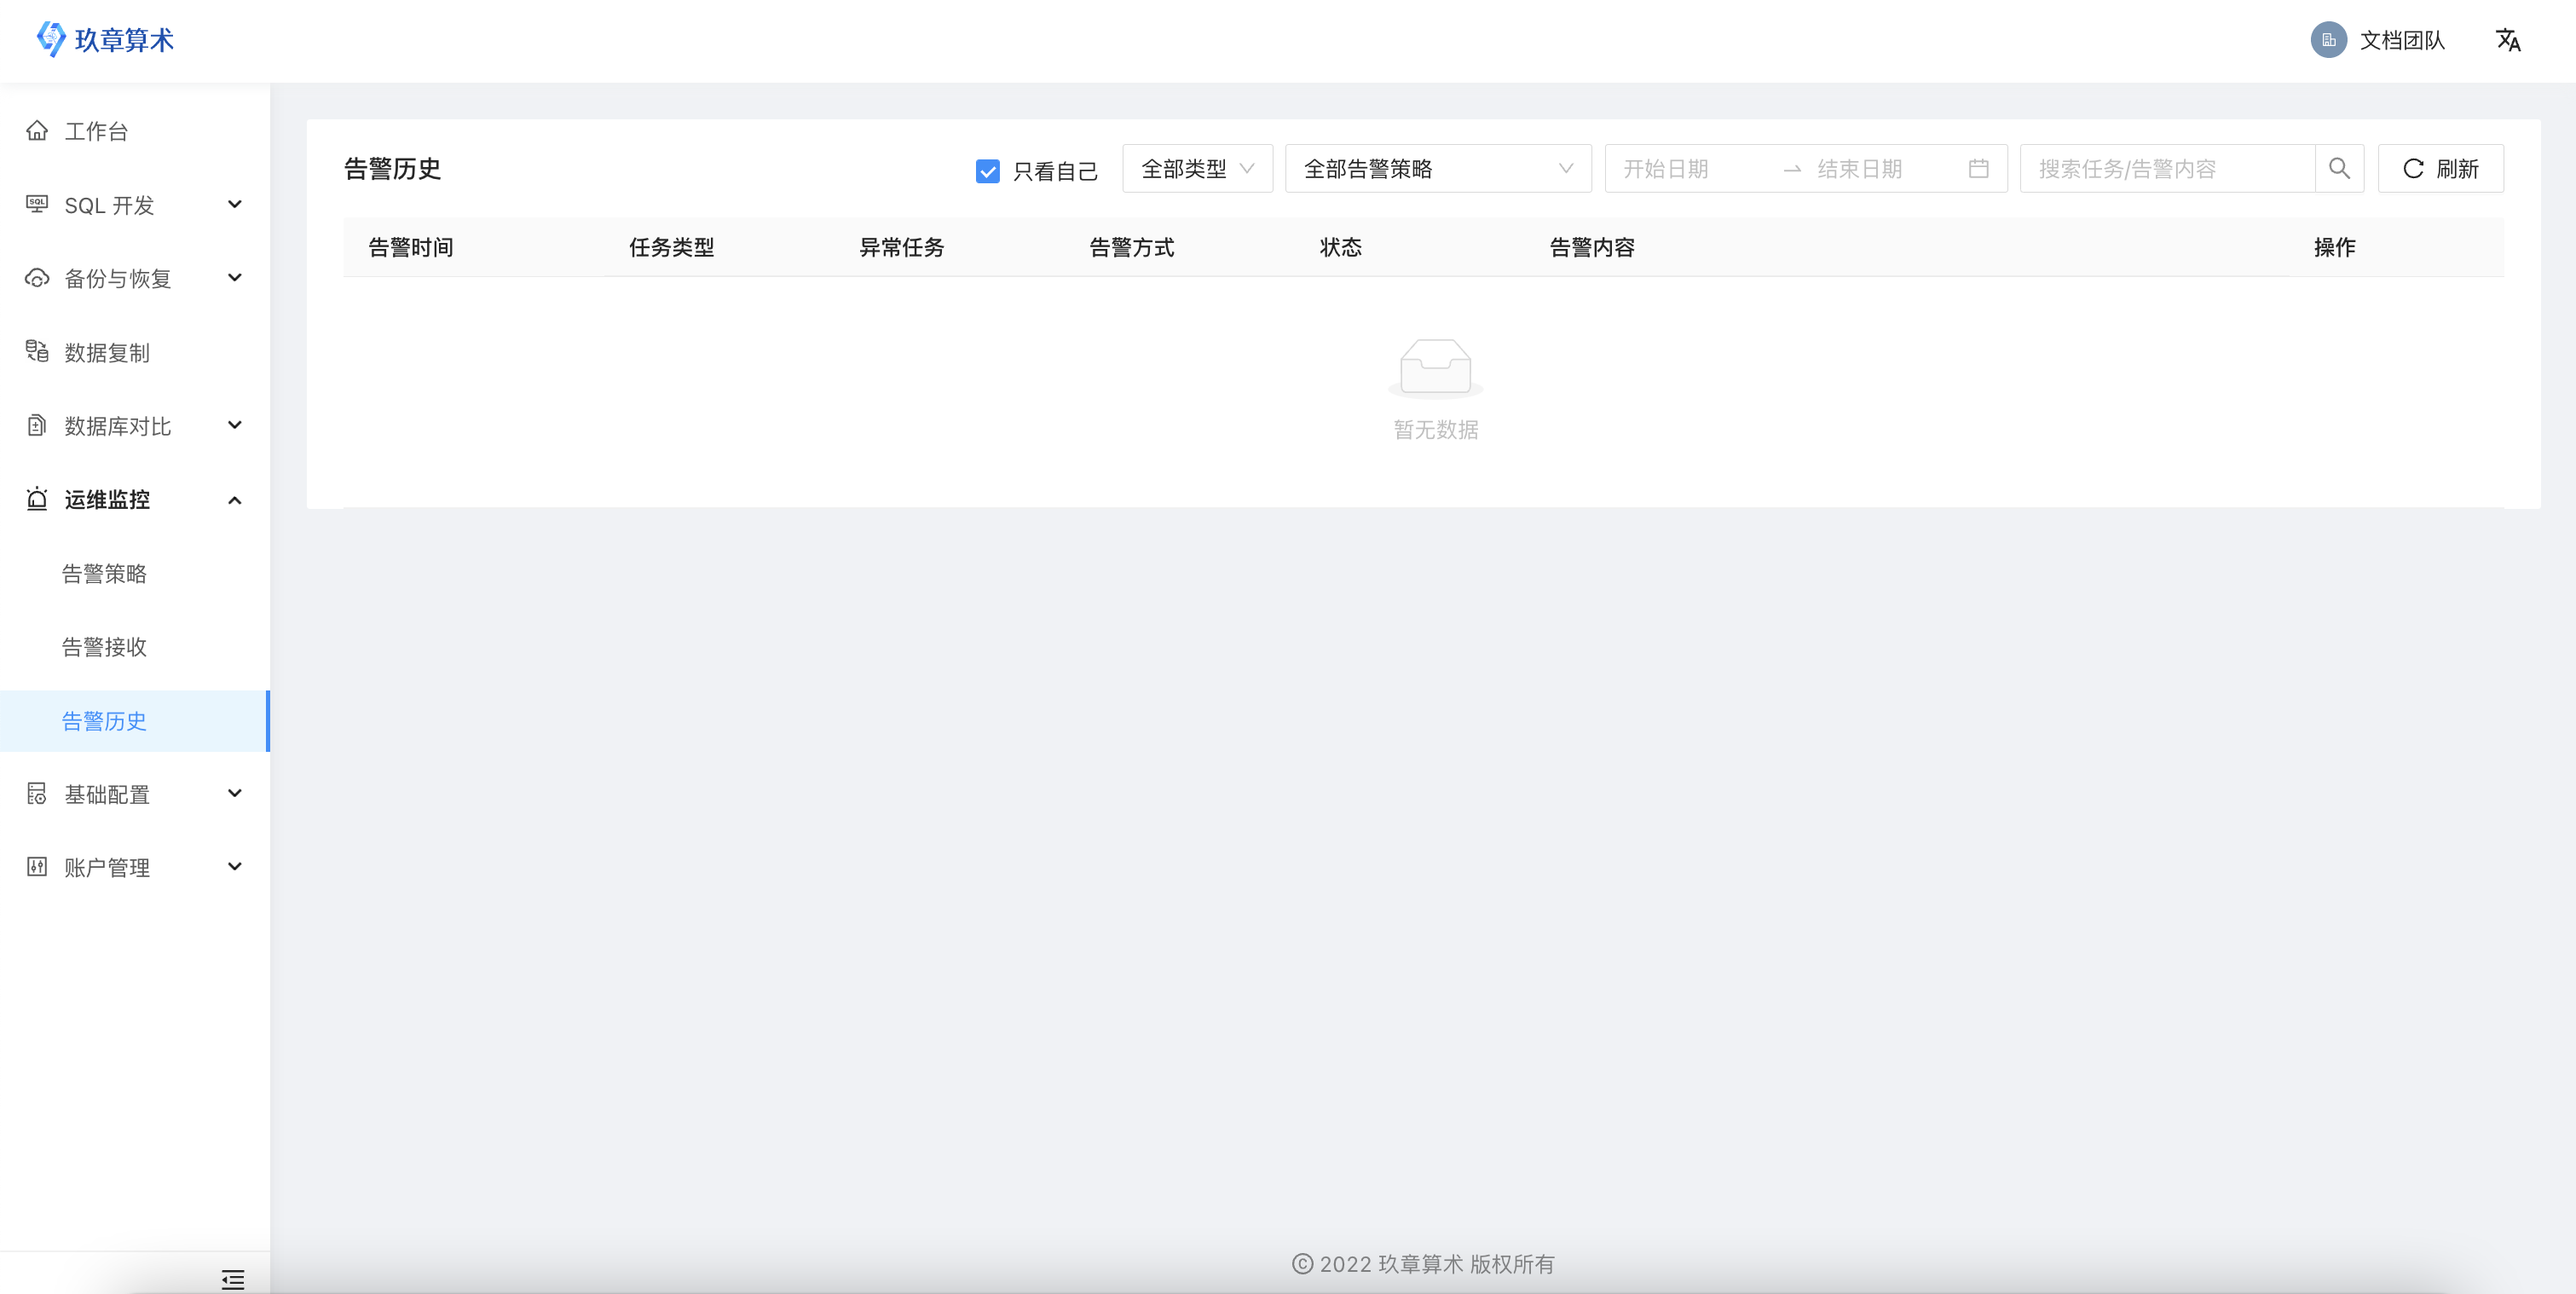 玖章算术
文档团队
工作台
SQL 开发
备份与恢复
数据复制
数据库对比
运维监控
告警策略
告警接收
告警历史
基础配置
账户管理
告警历史
只看自己
全部类型
全部告警策略
开始日期
结束日期
搜索任务/告警内容
刷新
告警时间 任务类型 异常任务 告警方式 状态 告警内容 操作
暂无数据
© 2022 玖章算术 版权所有